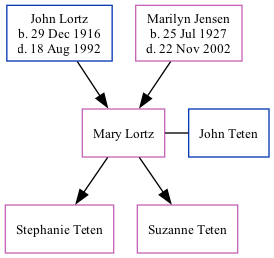 John Lortz
b. 29 Dec 1916
d. 18 Aug 1992
Marilyn Jensen
b. 25 Jul 1927
d. 22 Nov 2002
Mary Lortz
John Teten
Stephanie Teten
Suzanne Teten